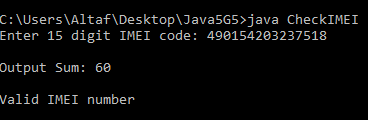 C:\Users\Altaf\Desktop\Java5G5>java CheckIMEI
Enter 15 digit IMEI code: 490154203237518
Output Sum: 60
Valid IMEI number